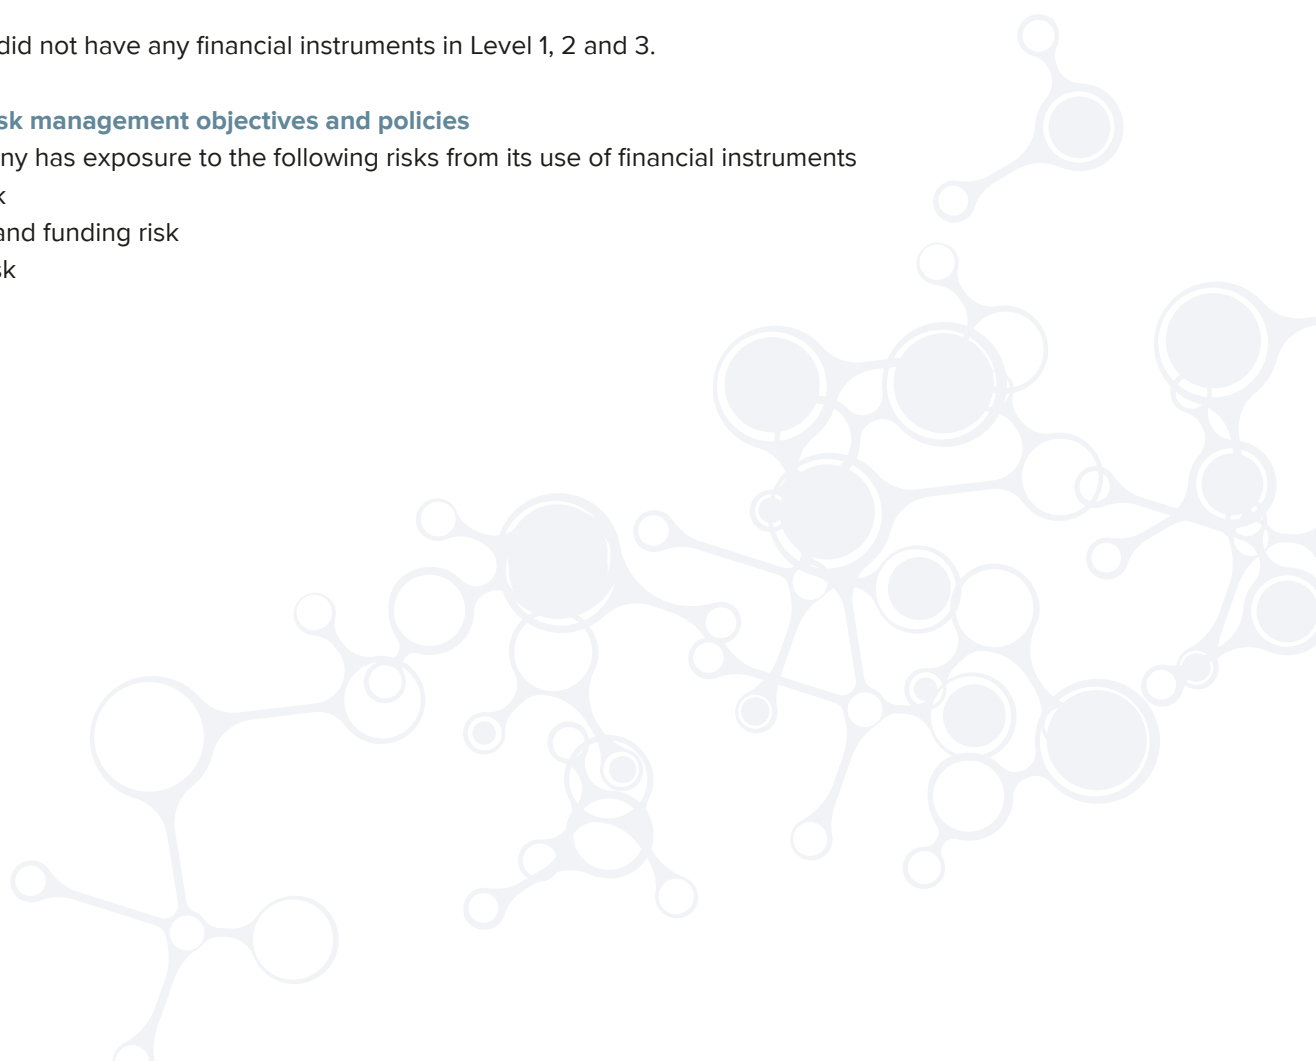 did not have any financial instruments in Level 1, 2 and 3.
sk management objectives and policies
ny has exposure to the following risks from its use of financial instruments
k
and funding risk
sk